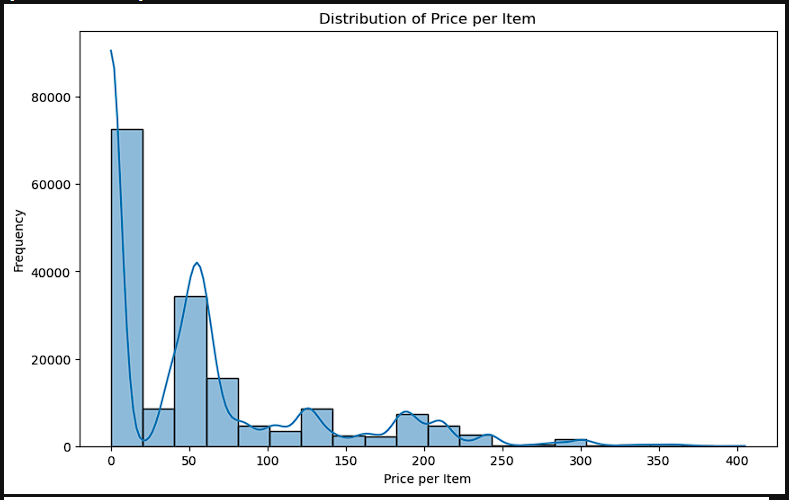 Distribution of Price per Item
Frequency
80000
60000
40000
20000
0
0 50 100 150 200 250 300 350 400
Price per Item